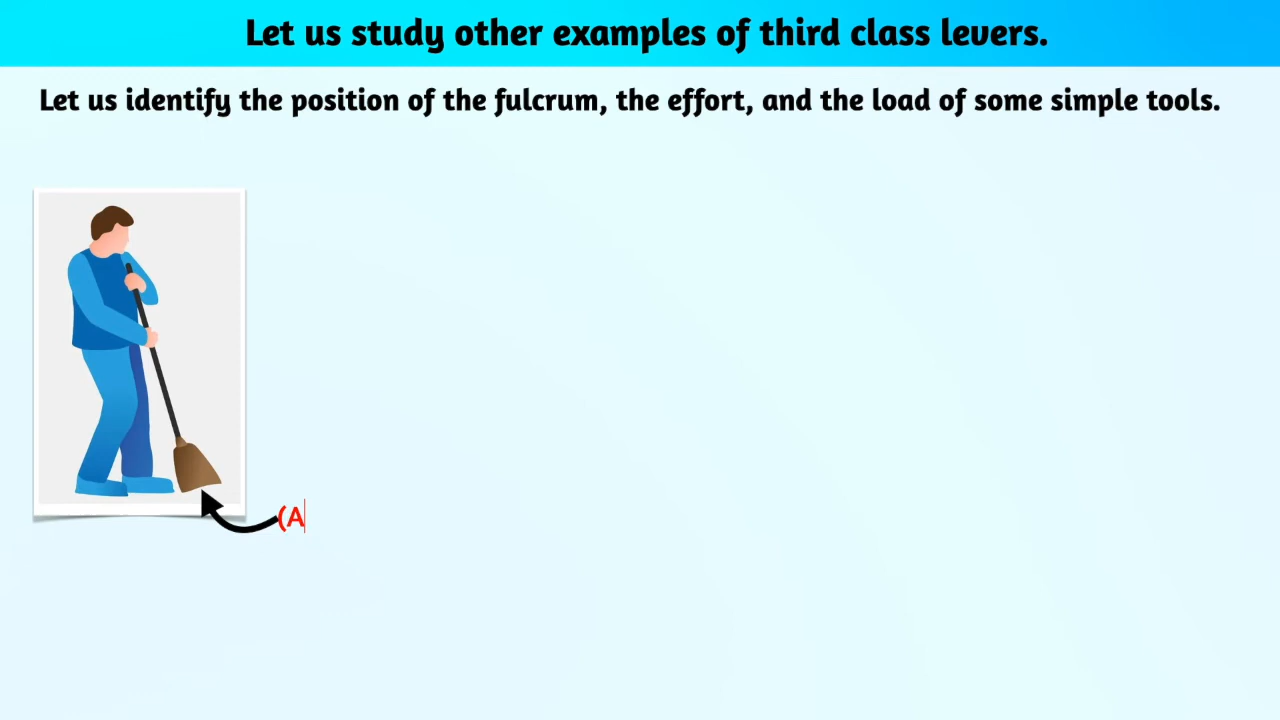 Let us study other examples of third class levers.
Let us identify the position of the fulcrum, the effort, and the load of some simple tools.
(A